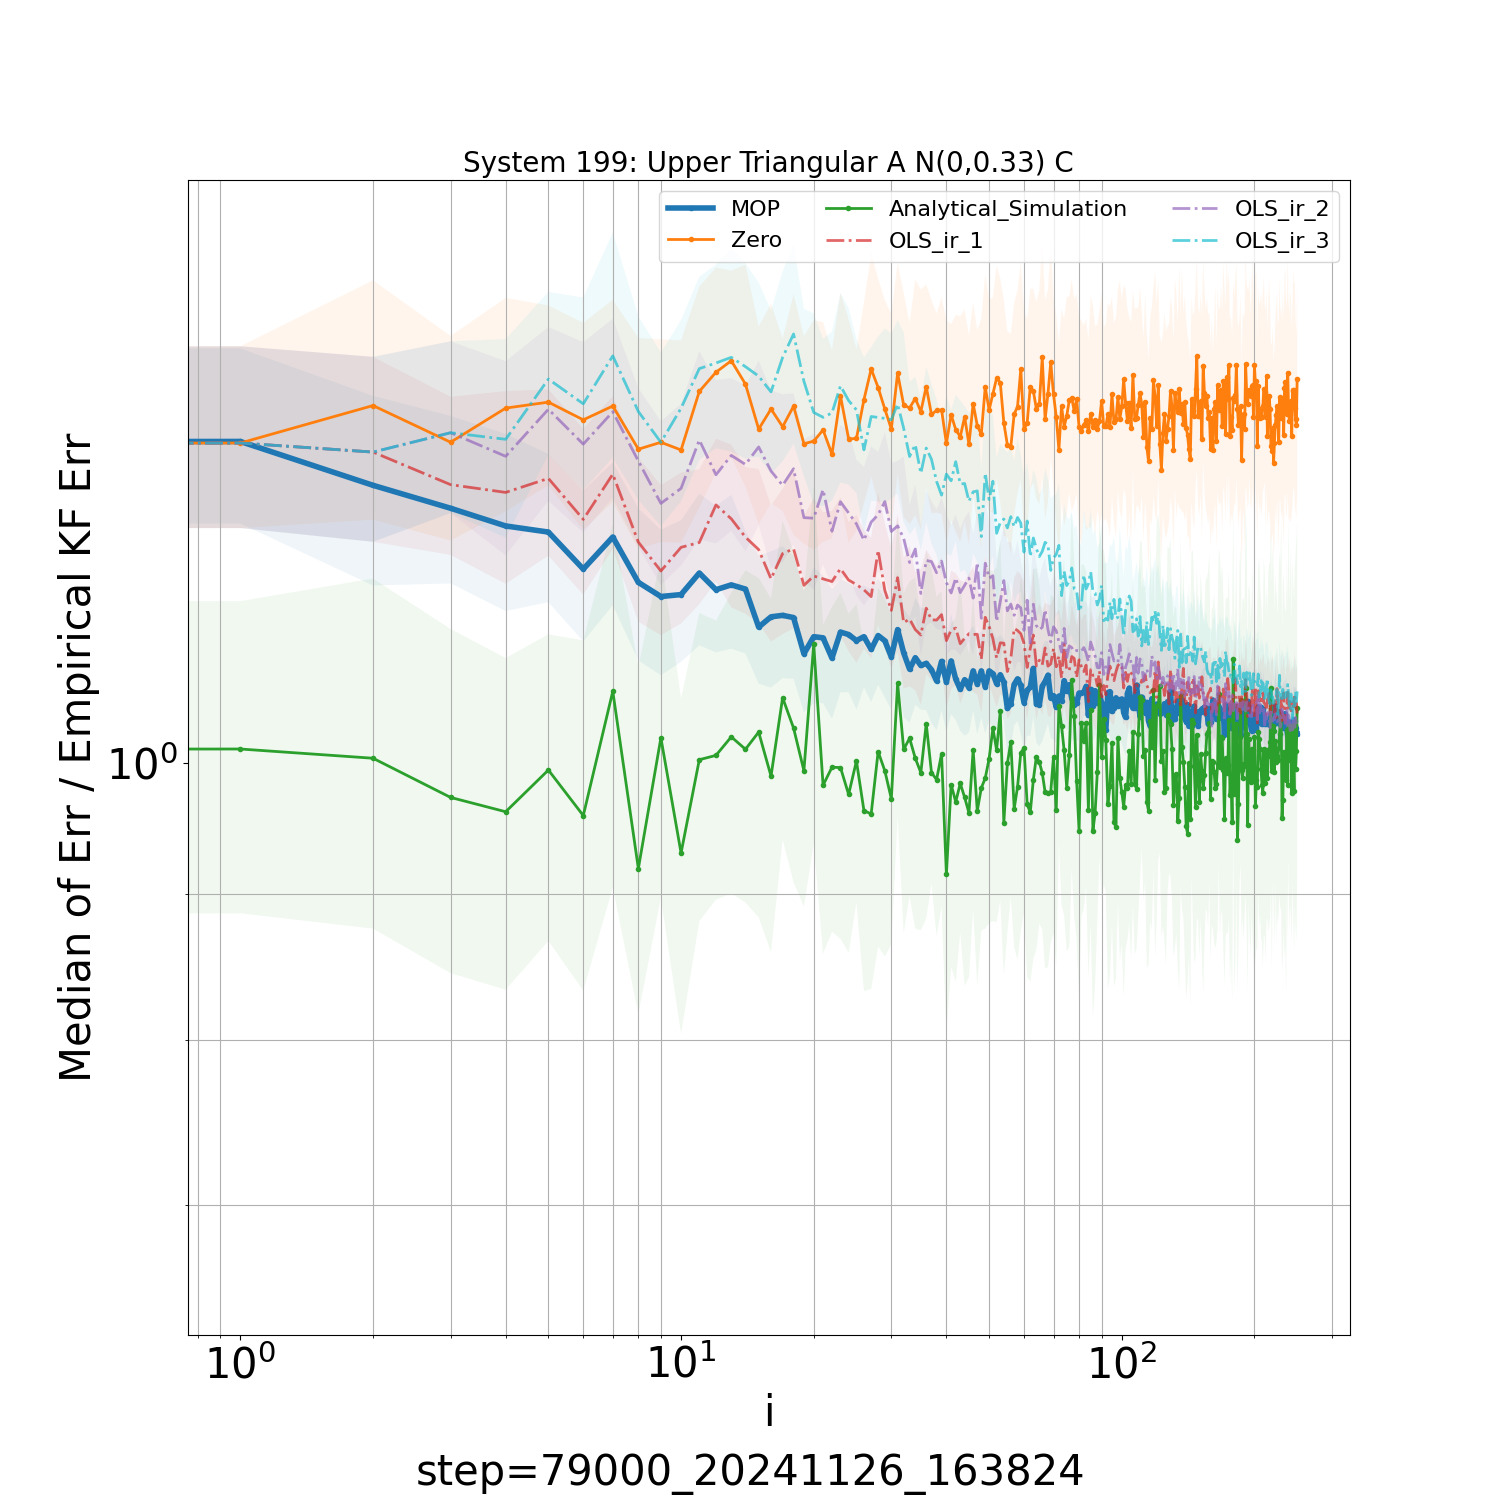 System 199: Upper Triangular A N(0,0.33) C
MOP
Zero
Analytical_Simulation
OLS_ir_1
OLS_ir_2
OLS_ir_3
Median of Err / Empirical KF Err
10⁰
10⁰ 10¹ 10²
i
step=79000_20241126_163824